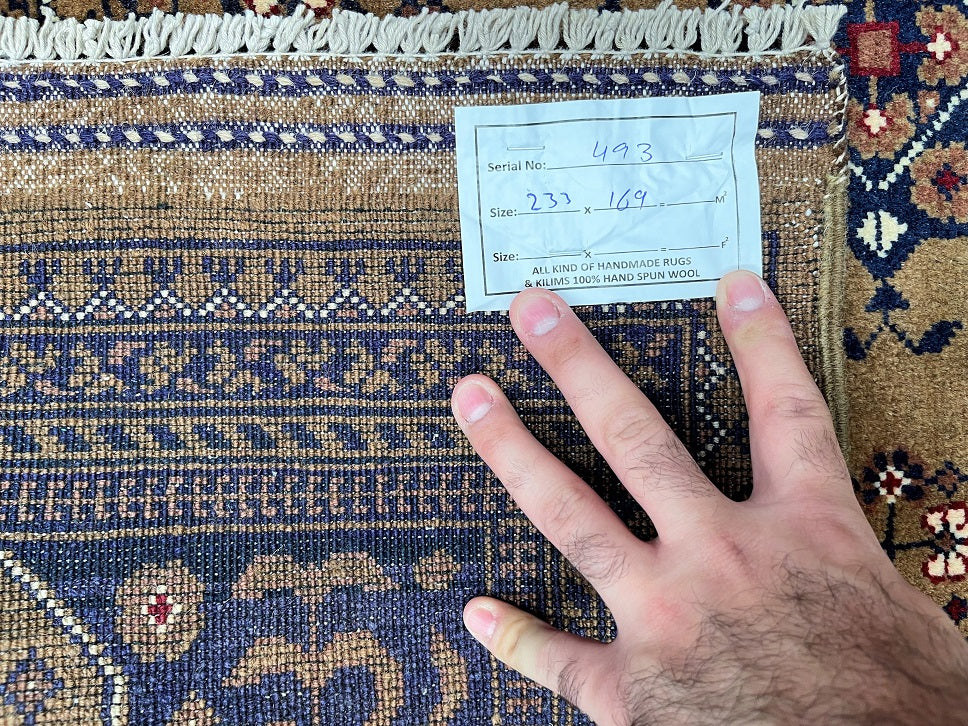 Serial No: 493
Size: 233 x 169 = M²
Size: x = F²
ALL KIND OF HANDMADE RUGS
& KILIMS 100% HAND SPUN WOOL